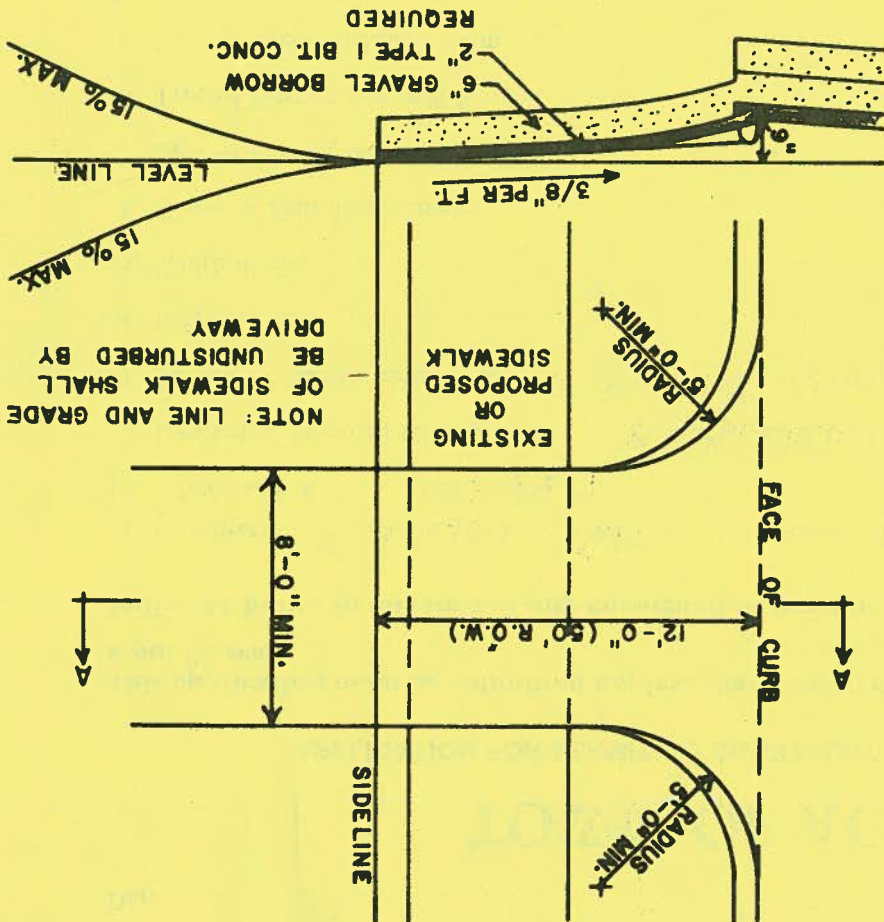 RADIUS
5'-0" MIN.
SIDELINE
A
A
FACE OF CURB
12'-0" (50' R.O.W.)
8'-0" MIN.
RADIUS
5'-0" MIN.
EXISTING
OR
PROPOSED
SIDEWALK
NOTE: LINE AND GRADE
OF SIDEWALK SHALL
BE UNDISTURBED BY
DRIVEWAY
3/8" PER FT.
6"
15% MAX.
LEVEL LINE
15% MAX.
6" GRAVEL BORROW
2" TYPE I BIT. CONC.
REQUIRED